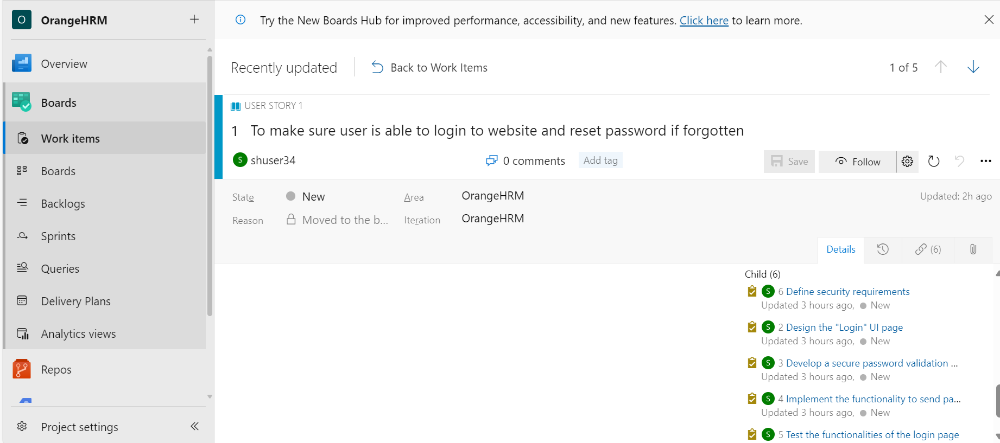 O OrangeHRM
Overview
Boards
Work items
Boards
Backlogs
Sprints
Queries
Delivery Plans
Analytics views
Repos
Project settings
Try the New Boards Hub for improved performance, accessibility, and new features. Click here to learn more.
Recently updated
Back to Work Items
1 of 5
USER STORY 1
1 To make sure user is able to login to website and reset password if forgotten
S shuser34
0 comments
Add tag
Save
Follow
State New
Area OrangeHRM
Updated: 2h ago
Reason Moved to the b...
Iteration OrangeHRM
Details
(6)
Child (6)
S 6 Define security requirements
Updated 3 hours ago, New
S 2 Design the "Login" UI page
Updated 3 hours ago, New
S 3 Develop a secure password validation ...
Updated 3 hours ago, New
S 4 Implement the functionality to send pa...
Updated 3 hours ago, New
S 5 Test the functionalities of the login page